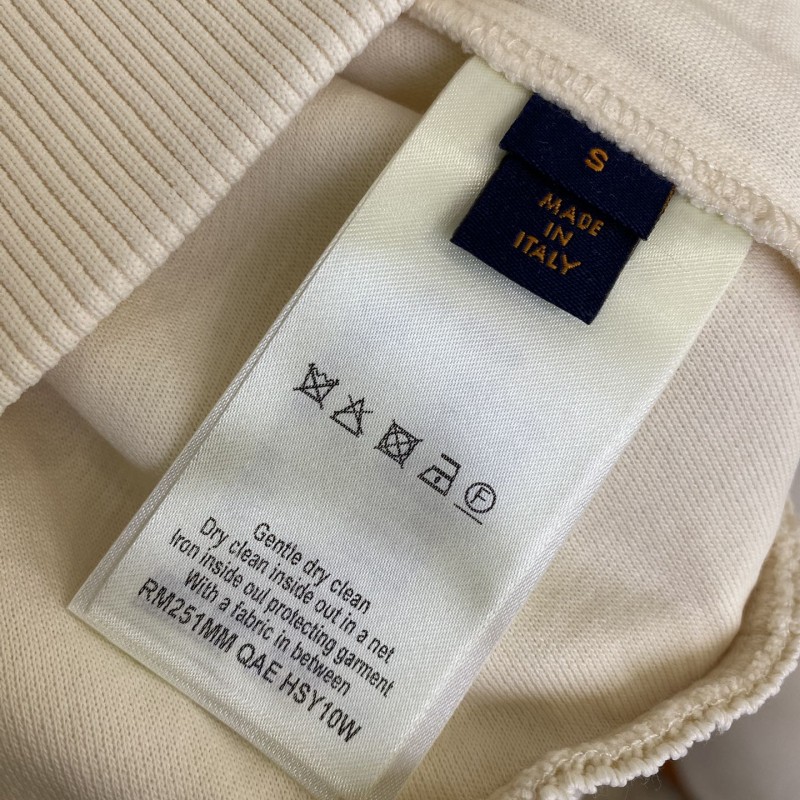 S
MADE
IN
ITALY
F
Gentle dry clean
Dry clean inside out in a net
Iron inside oul protecting garment
With a fabric in between
RM251MM QAE HSY10W